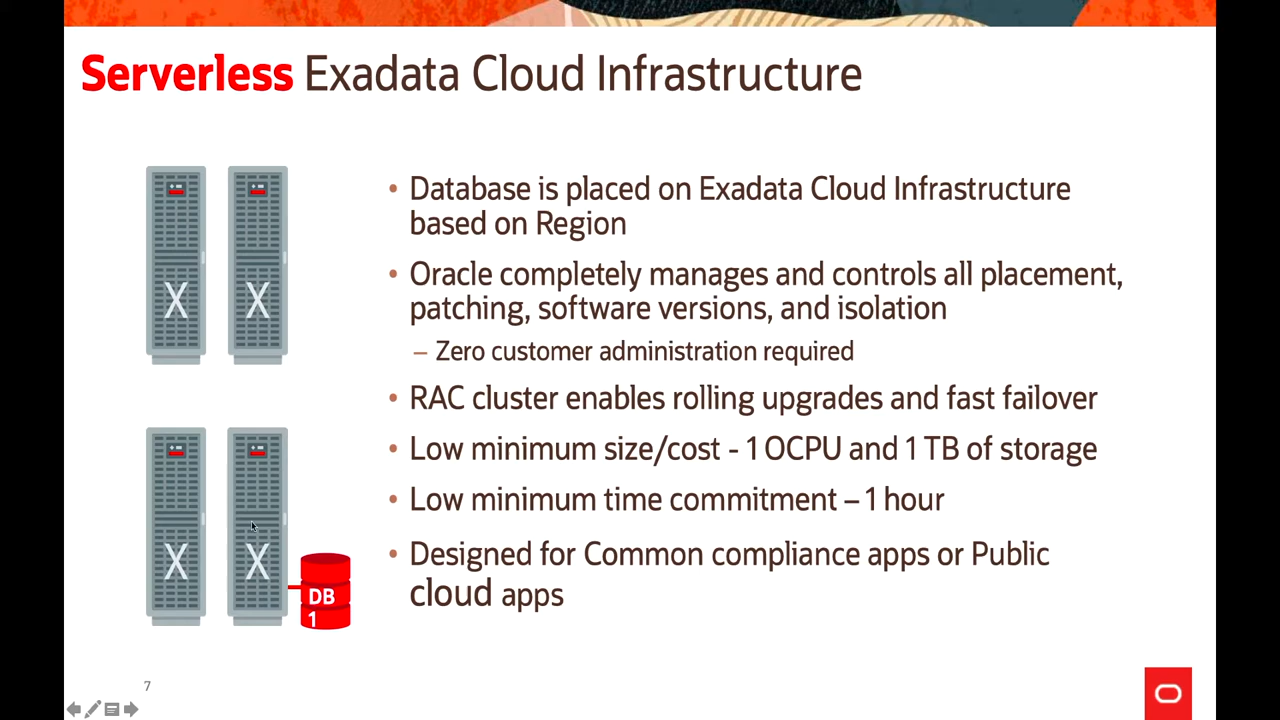 Serverless Exadata Cloud Infrastructure
• Database is placed on Exadata Cloud Infrastructure
based on Region
• Oracle completely manages and controls all placement,
patching, software versions, and isolation
– Zero customer administration required
• RAC cluster enables rolling upgrades and fast failover
• Low minimum size/cost - 1 OCPU and 1 TB of storage
• Low minimum time commitment – 1 hour
• Designed for Common compliance apps or Public
cloud apps
X X
X X
DB
1
7